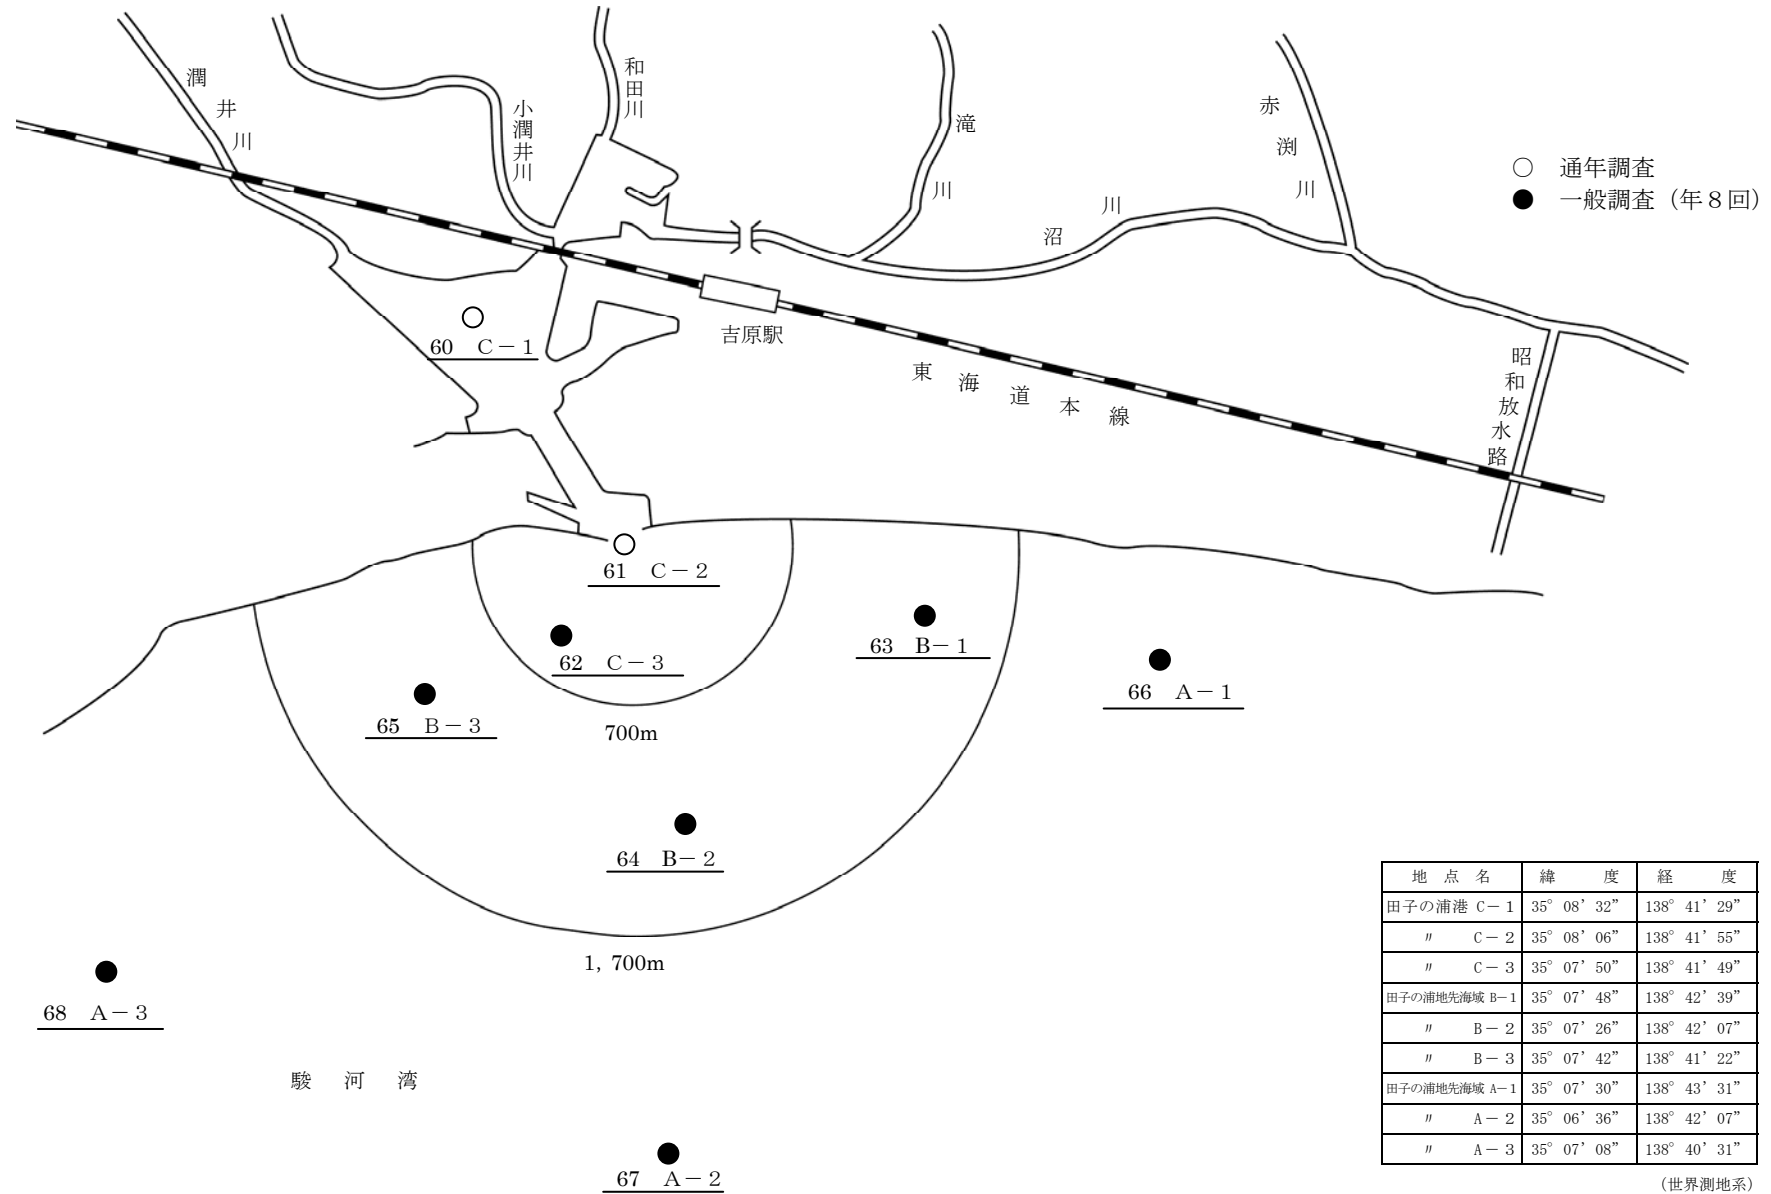 潤井川
小潤井川
和田川
滝川
沼川
赤渕川
○ 通年調査
● 一般調査（年８回）
60 C－1
吉原駅
東海道本線
昭和放水路
61 C－2
62 C－3
63 B－1
66 A－1
65 B－3
700m
64 B－2
1,700m
68 A－3
駿河湾
67 A－2
地点名 緯度 経度
田子の浦港 C－1 35° 08’ 32” 138° 41’ 29”
〃 C－2 35° 08’ 06” 138° 41’ 55”
〃 C－3 35° 07’ 50” 138° 41’ 49”
田子の浦地先海域 B－1 35° 07’ 48” 138° 42’ 39”
〃 B－2 35° 07’ 26” 138° 42’ 07”
〃 B－3 35° 07’ 42” 138° 41’ 22”
田子の浦地先海域 A－1 35° 07’ 30” 138° 43’ 31”
〃 A－2 35° 06’ 36” 138° 42’ 07”
〃 A－3 35° 07’ 08” 138° 40’ 31”
（世界測地系）